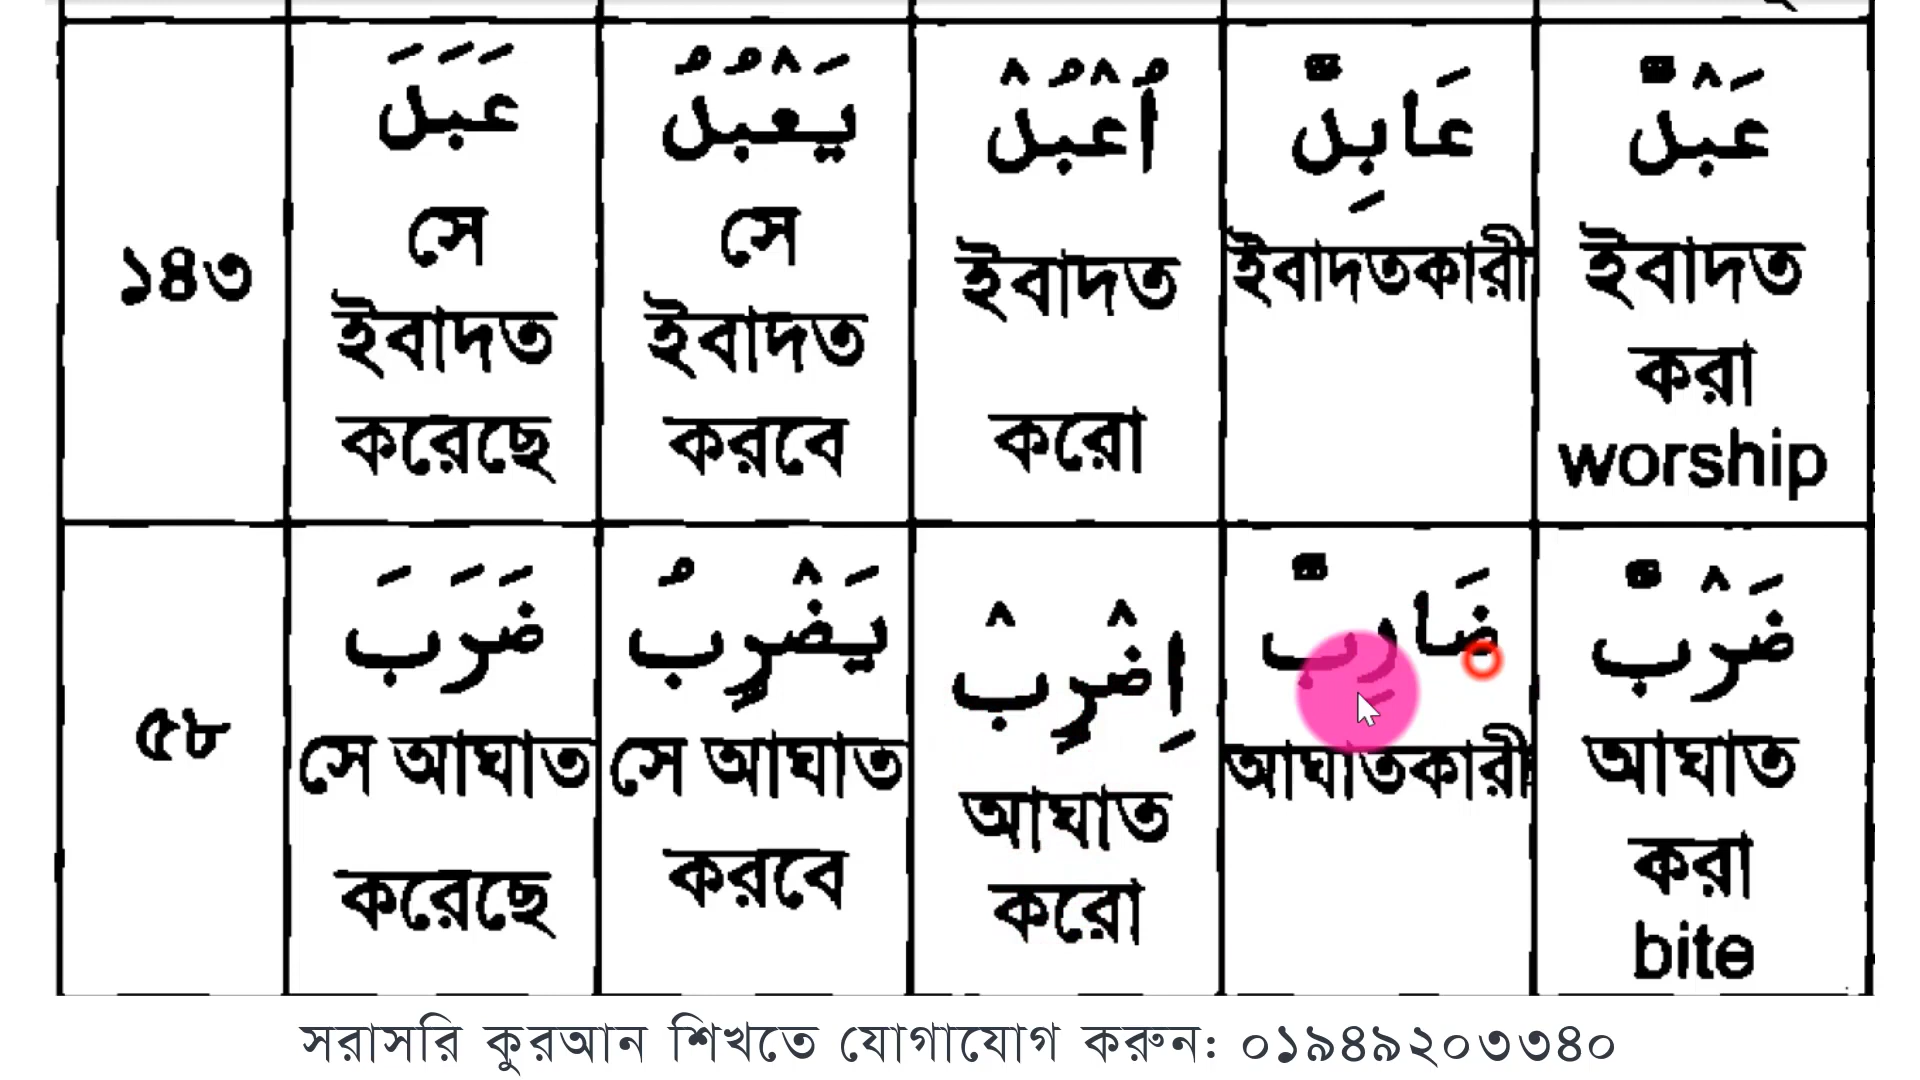 ১৪৩
عَبَلَ
সে
ইবাদত
করেছে
يَعْبُلُ
সে
ইবাদত
করবে
اُعْبُلْ
ইবাদত
করো
عَابِلٌ
ইবাদতকারী
عَبْلٌ
ইবাদত
করা
worship
৫৮
ضَرَبَ
সে আঘাত
করেছে
يَضْرِبُ
সে আঘাত
করবে
اِضْرِبْ
আঘাত
করো
ضَارِبٌ
আঘাতকারী
ضَرْبٌ
আঘাত
করা
bite
সরাসরি কুরআন শিখতে যোগাযোগ করুন: ০১৯৪৯২০৩৩৪০